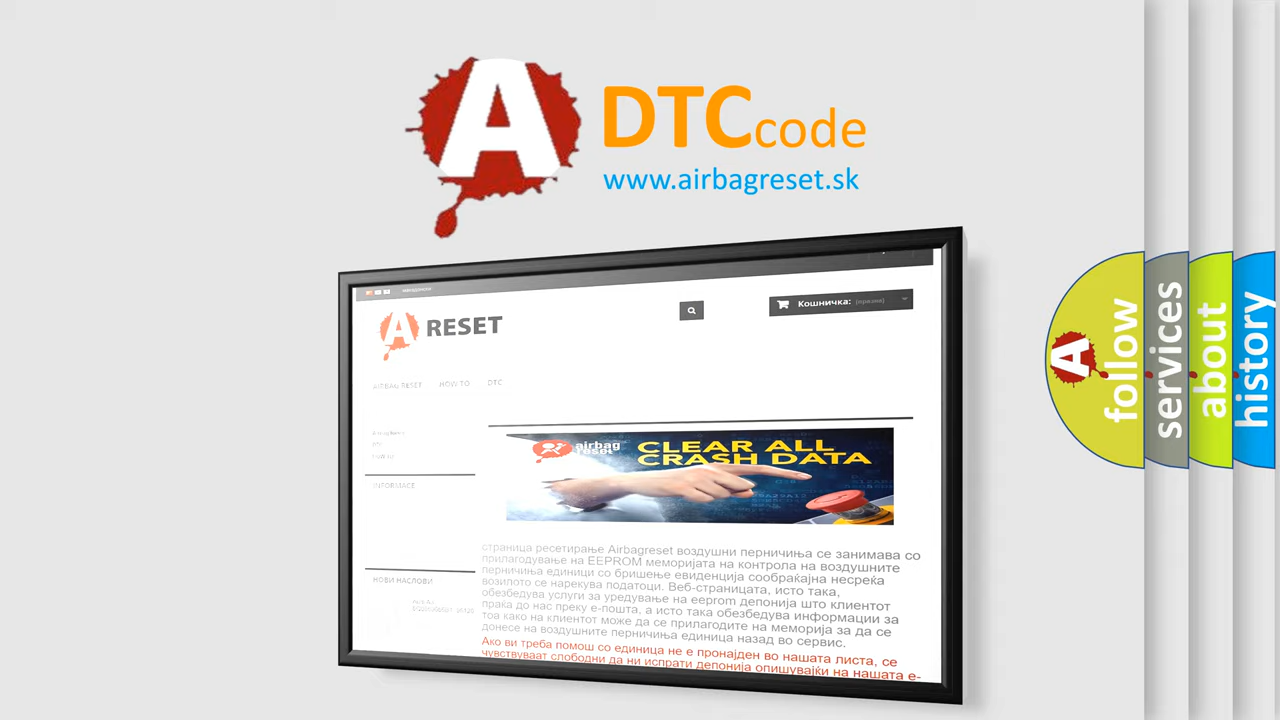 A DTC code
www.airbagreset.sk
Кошничка: (празна)
A RESET
AIRBAG RESET HOW TO DTC
airbag
reset
CLEAR ALL
CRASH DATA
INFORMACE
страница ресетирање Airbagreset воздушни перничиња се занимава со
прилагодување на EEPROM меморијата на контрола на воздушните
перничиња единици со бришење евиденција сообраќајна несреќа
возилото се нарекува податоци. Веб-страницата, исто така,
обезбедува услуги за уредување на eeprom депонија што клиентот
праќа до нас преку е-пошта, а исто така обезбедува информации за
тоа како на клиентот може да се прилагодите на меморија за да се
донесе на воздушните перничиња единица назад во сервис.
Ако ви треба помош со единица не е пронајден во нашата листа, се
чувствуваат слободни да ни испрати депонија опишувајќи на нашата е-
НОВИ НАСЛОВИ
A follow
services
about
history